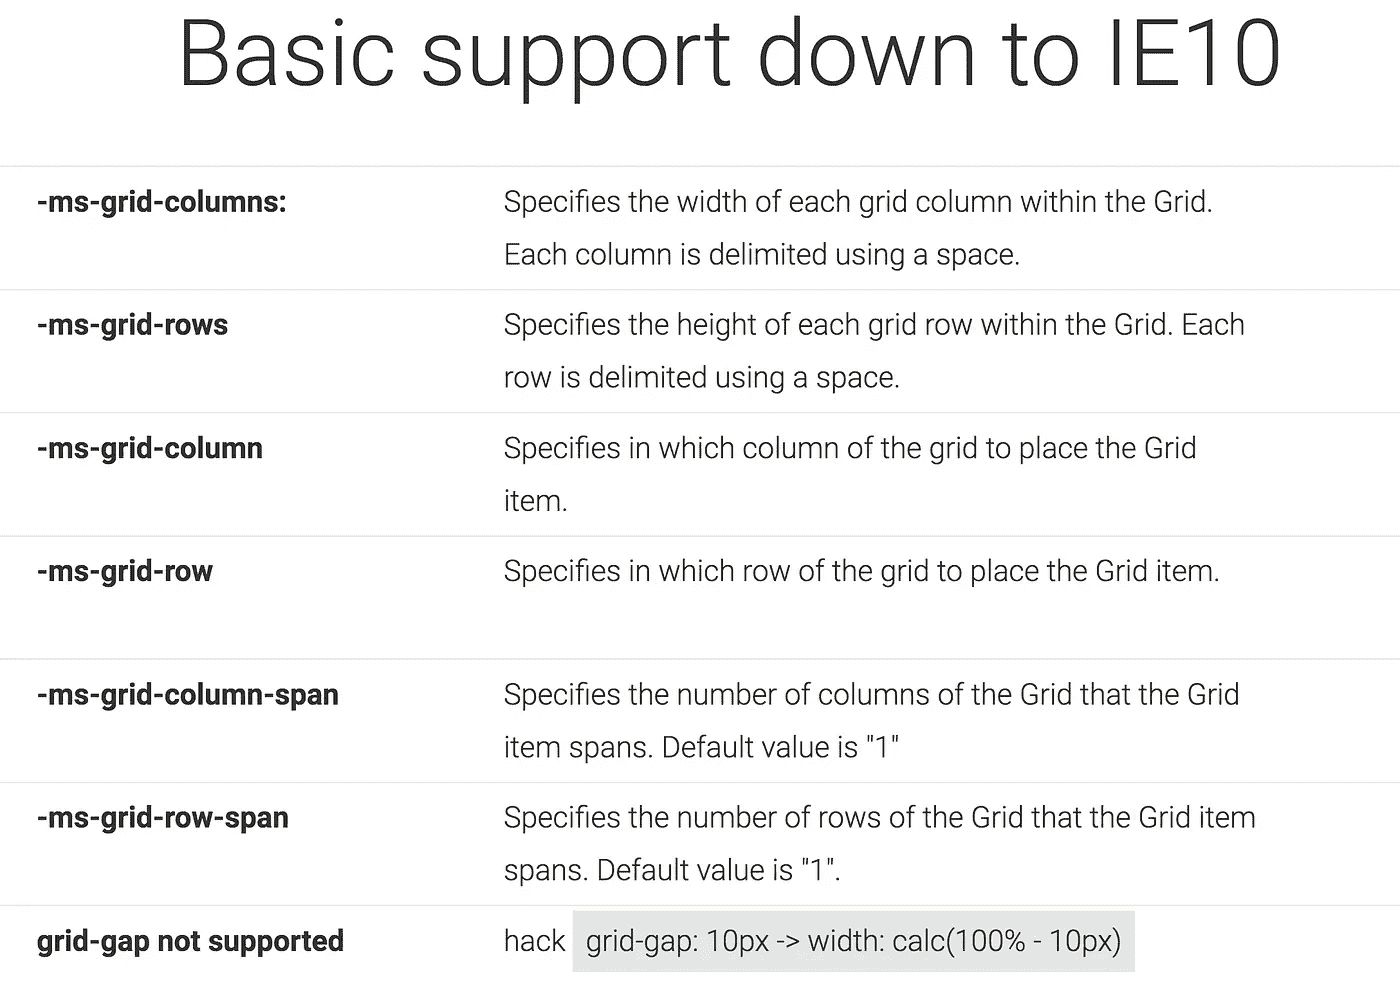 Basic support down to IE10
-ms-grid-columns:
Specifies the width of each grid column within the Grid.
Each column is delimited using a space.
-ms-grid-rows
Specifies the height of each grid row within the Grid. Each
row is delimited using a space.
-ms-grid-column
Specifies in which column of the grid to place the Grid
item.
-ms-grid-row
Specifies in which row of the grid to place the Grid item.
-ms-grid-column-span
Specifies the number of columns of the Grid that the Grid
item spans. Default value is "1"
-ms-grid-row-span
Specifies the number of rows of the Grid that the Grid item
spans. Default value is "1".
grid-gap not supported
hack grid-gap: 10px -> width: calc(100% - 10px)